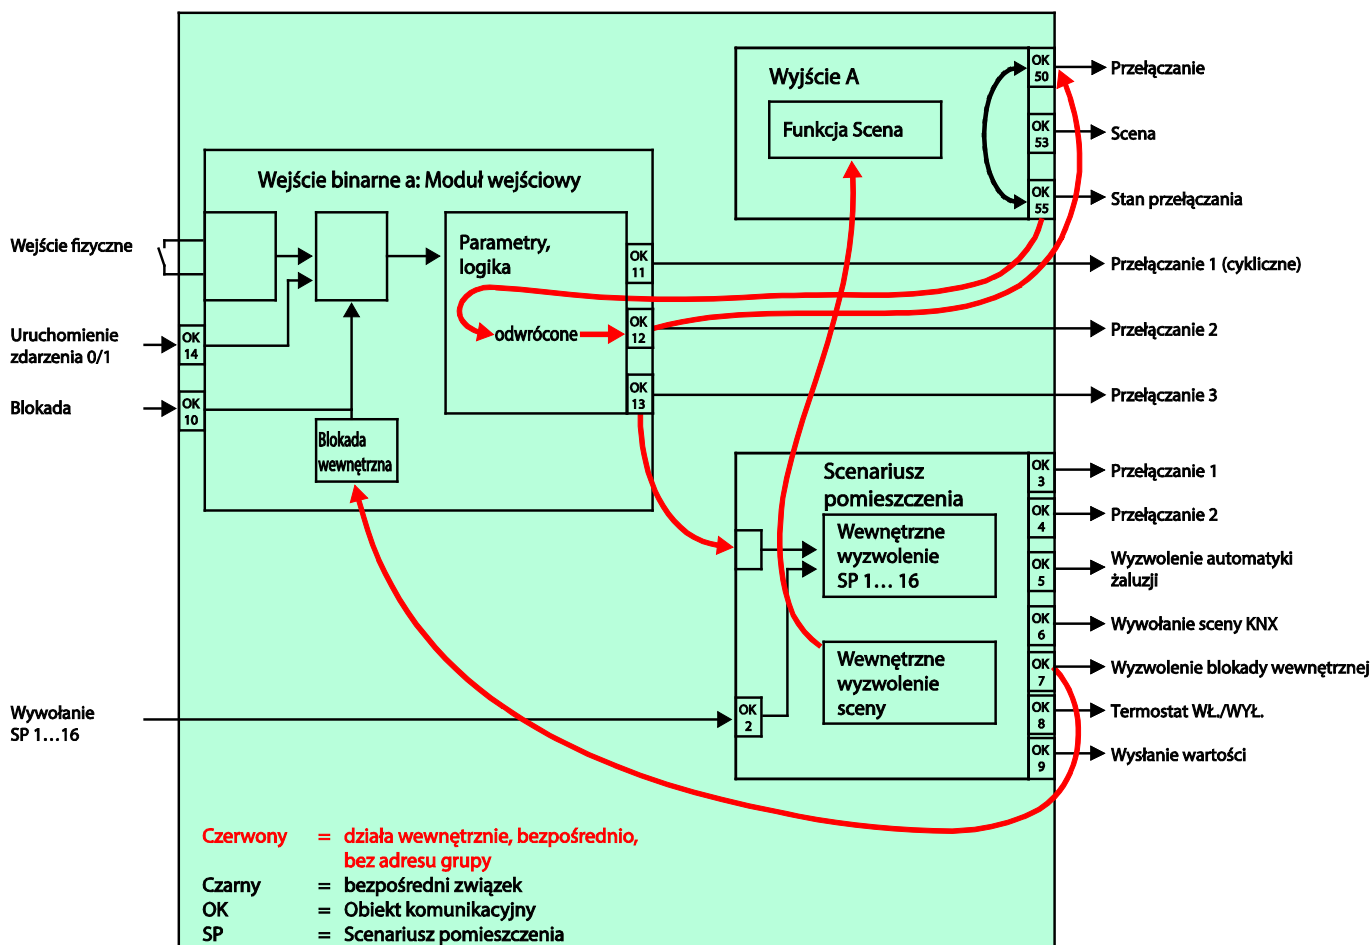 Wyjście A
Funkcja Scena
OK
50
OK
53
OK
55
Przełączanie
Scena
Stan przełączania
Wejście binarne a: Moduł wejściowy
Parametry,
logika
odwrócone
OK
11
OK
12
OK
13
Przełączanie 1 (cykliczne)
Przełączanie 2
Przełączanie 3
Wejście fizyczne
Uruchomienie
zdarzenia 0/1
OK
14
Blokada
OK
10
Blokada
wewnętrzna
Scenariusz
pomieszczenia
Wewnętrzne
wyzwolenie
SP 1… 16
Wewnętrzne
wyzwolenie
sceny
OK
3
OK
4
OK
5
OK
6
OK
7
OK
8
OK
9
Przełączanie 1
Przełączanie 2
Wyzwolenie automatyki
żaluzji
Wywołanie sceny KNX
Wyzwolenie blokady wewnętrznej
Termostat WŁ./WYŁ.
Wysłanie wartości
Wywołanie
SP 1…16
OK
2
Czerwony = działa wewnętrznie, bezpośrednio,
bez adresu grupy
Czarny = bezpośredni związek
OK = Obiekt komunikacyjny
SP = Scenariusz pomieszczenia